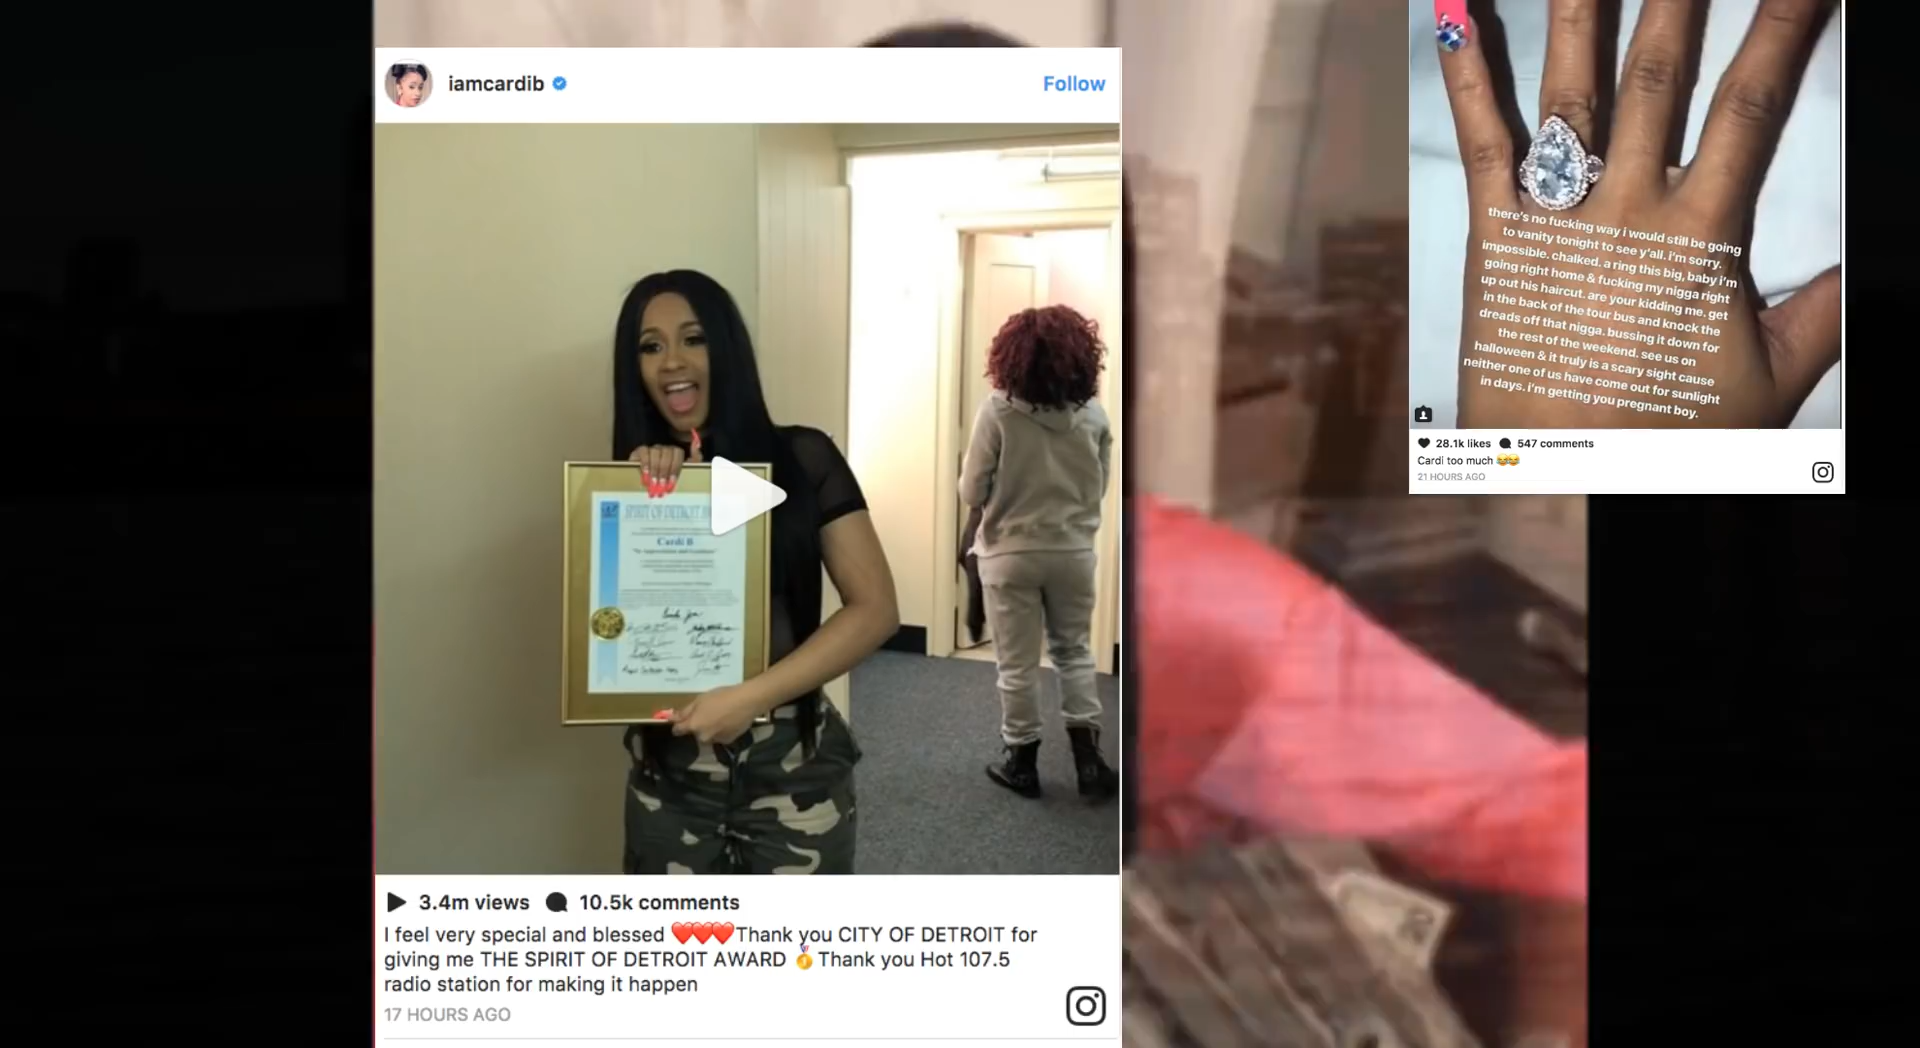 iamcardib
Follow
SPIRIT OF DETROIT
Cardi B
3.4m views 10.5k comments
I feel very special and blessed ❤️❤️❤️Thank you CITY OF DETROIT for
giving me THE SPIRIT OF DETROIT AWARD 🏅Thank you Hot 107.5
radio station for making it happen
17 HOURS AGO
there's no fucking way i would still be going
to vanity tonight to see y'all. i'm sorry.
impossible. chalked. a ring this big, baby i'm
going right home & fucking my nigga right
up out his haircut. are your kidding me. get
in the back of the tour bus and knock the
dreads off that nigga. bussing it down for
the rest of the weekend. see us on
halloween & it truly is a scary sight cause
neither one of us have come out for sunlight
in days. i'm getting you pregnant boy.
28.1k likes 547 comments
Cardi too much 😂😂
21 HOURS AGO